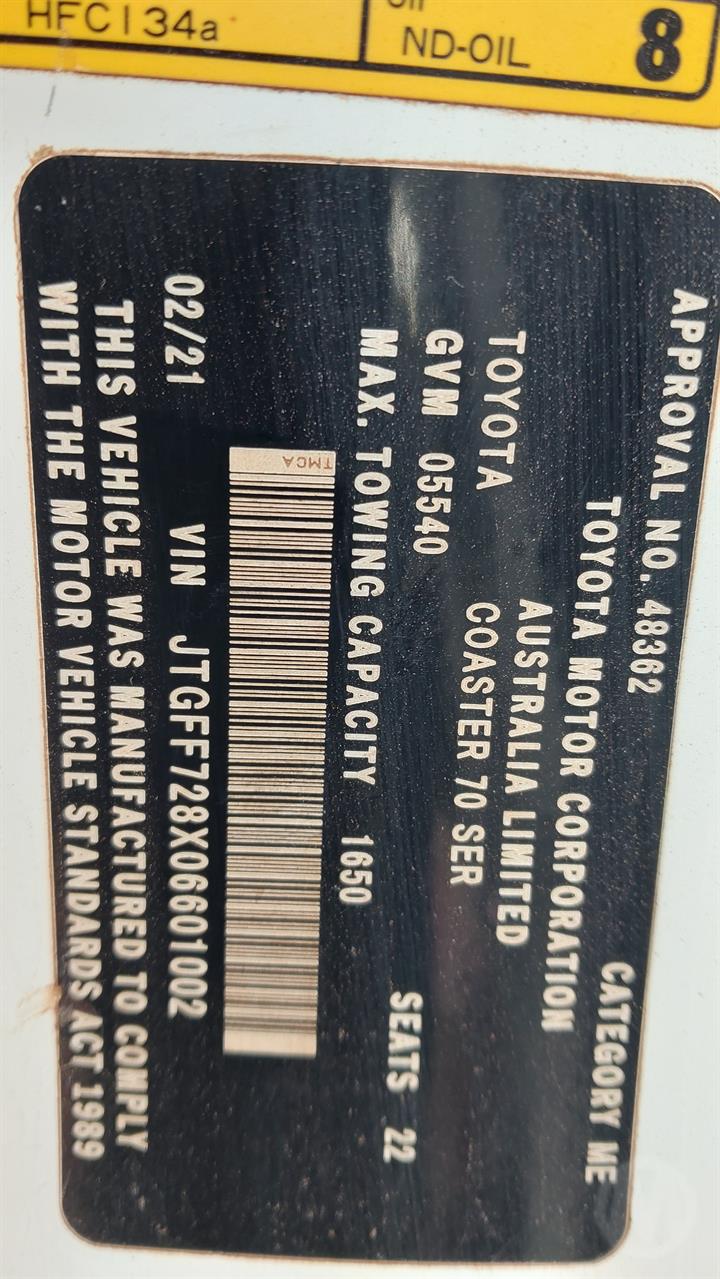 HFC134a
ND-OIL
8
APPROVAL NO. 48362 CATEGORY ME
TOYOTA MOTOR CORPORATION
AUSTRALIA LIMITED
TOYOTA COASTER 70 SER
GVM 05540 SEATS 22
MAX. TOWING CAPACITY 1650
TMCA
02/21 VIN JTGFF728X06601002
THIS VEHICLE WAS MANUFACTURED TO COMPLY
WITH THE MOTOR VEHICLE STANDARDS ACT 1989